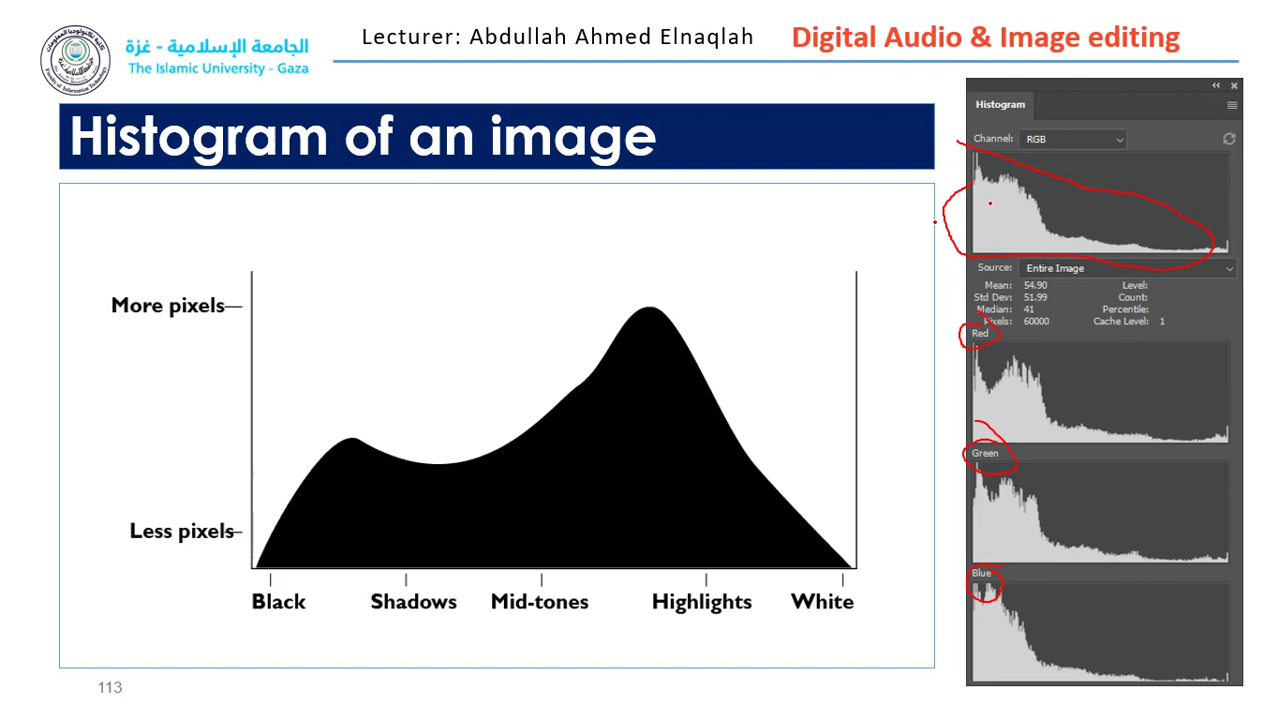 الجامعة الإسلامية - غزة
The Islamic University - Gaza
Lecturer: Abdullah Ahmed Elnaqlah
Digital Audio & Image editing
Histogram of an image
More pixels
Less pixels
Black Shadows Mid-tones Highlights White
113
Histogram
Channel: RGB
Source: Entire Image
Mean: 54.90 Level:
Std Dev: 51.99 Count:
Median: 41 Percentile:
Pixels: 60000 Cache Level: 1
Red
Green
Blue